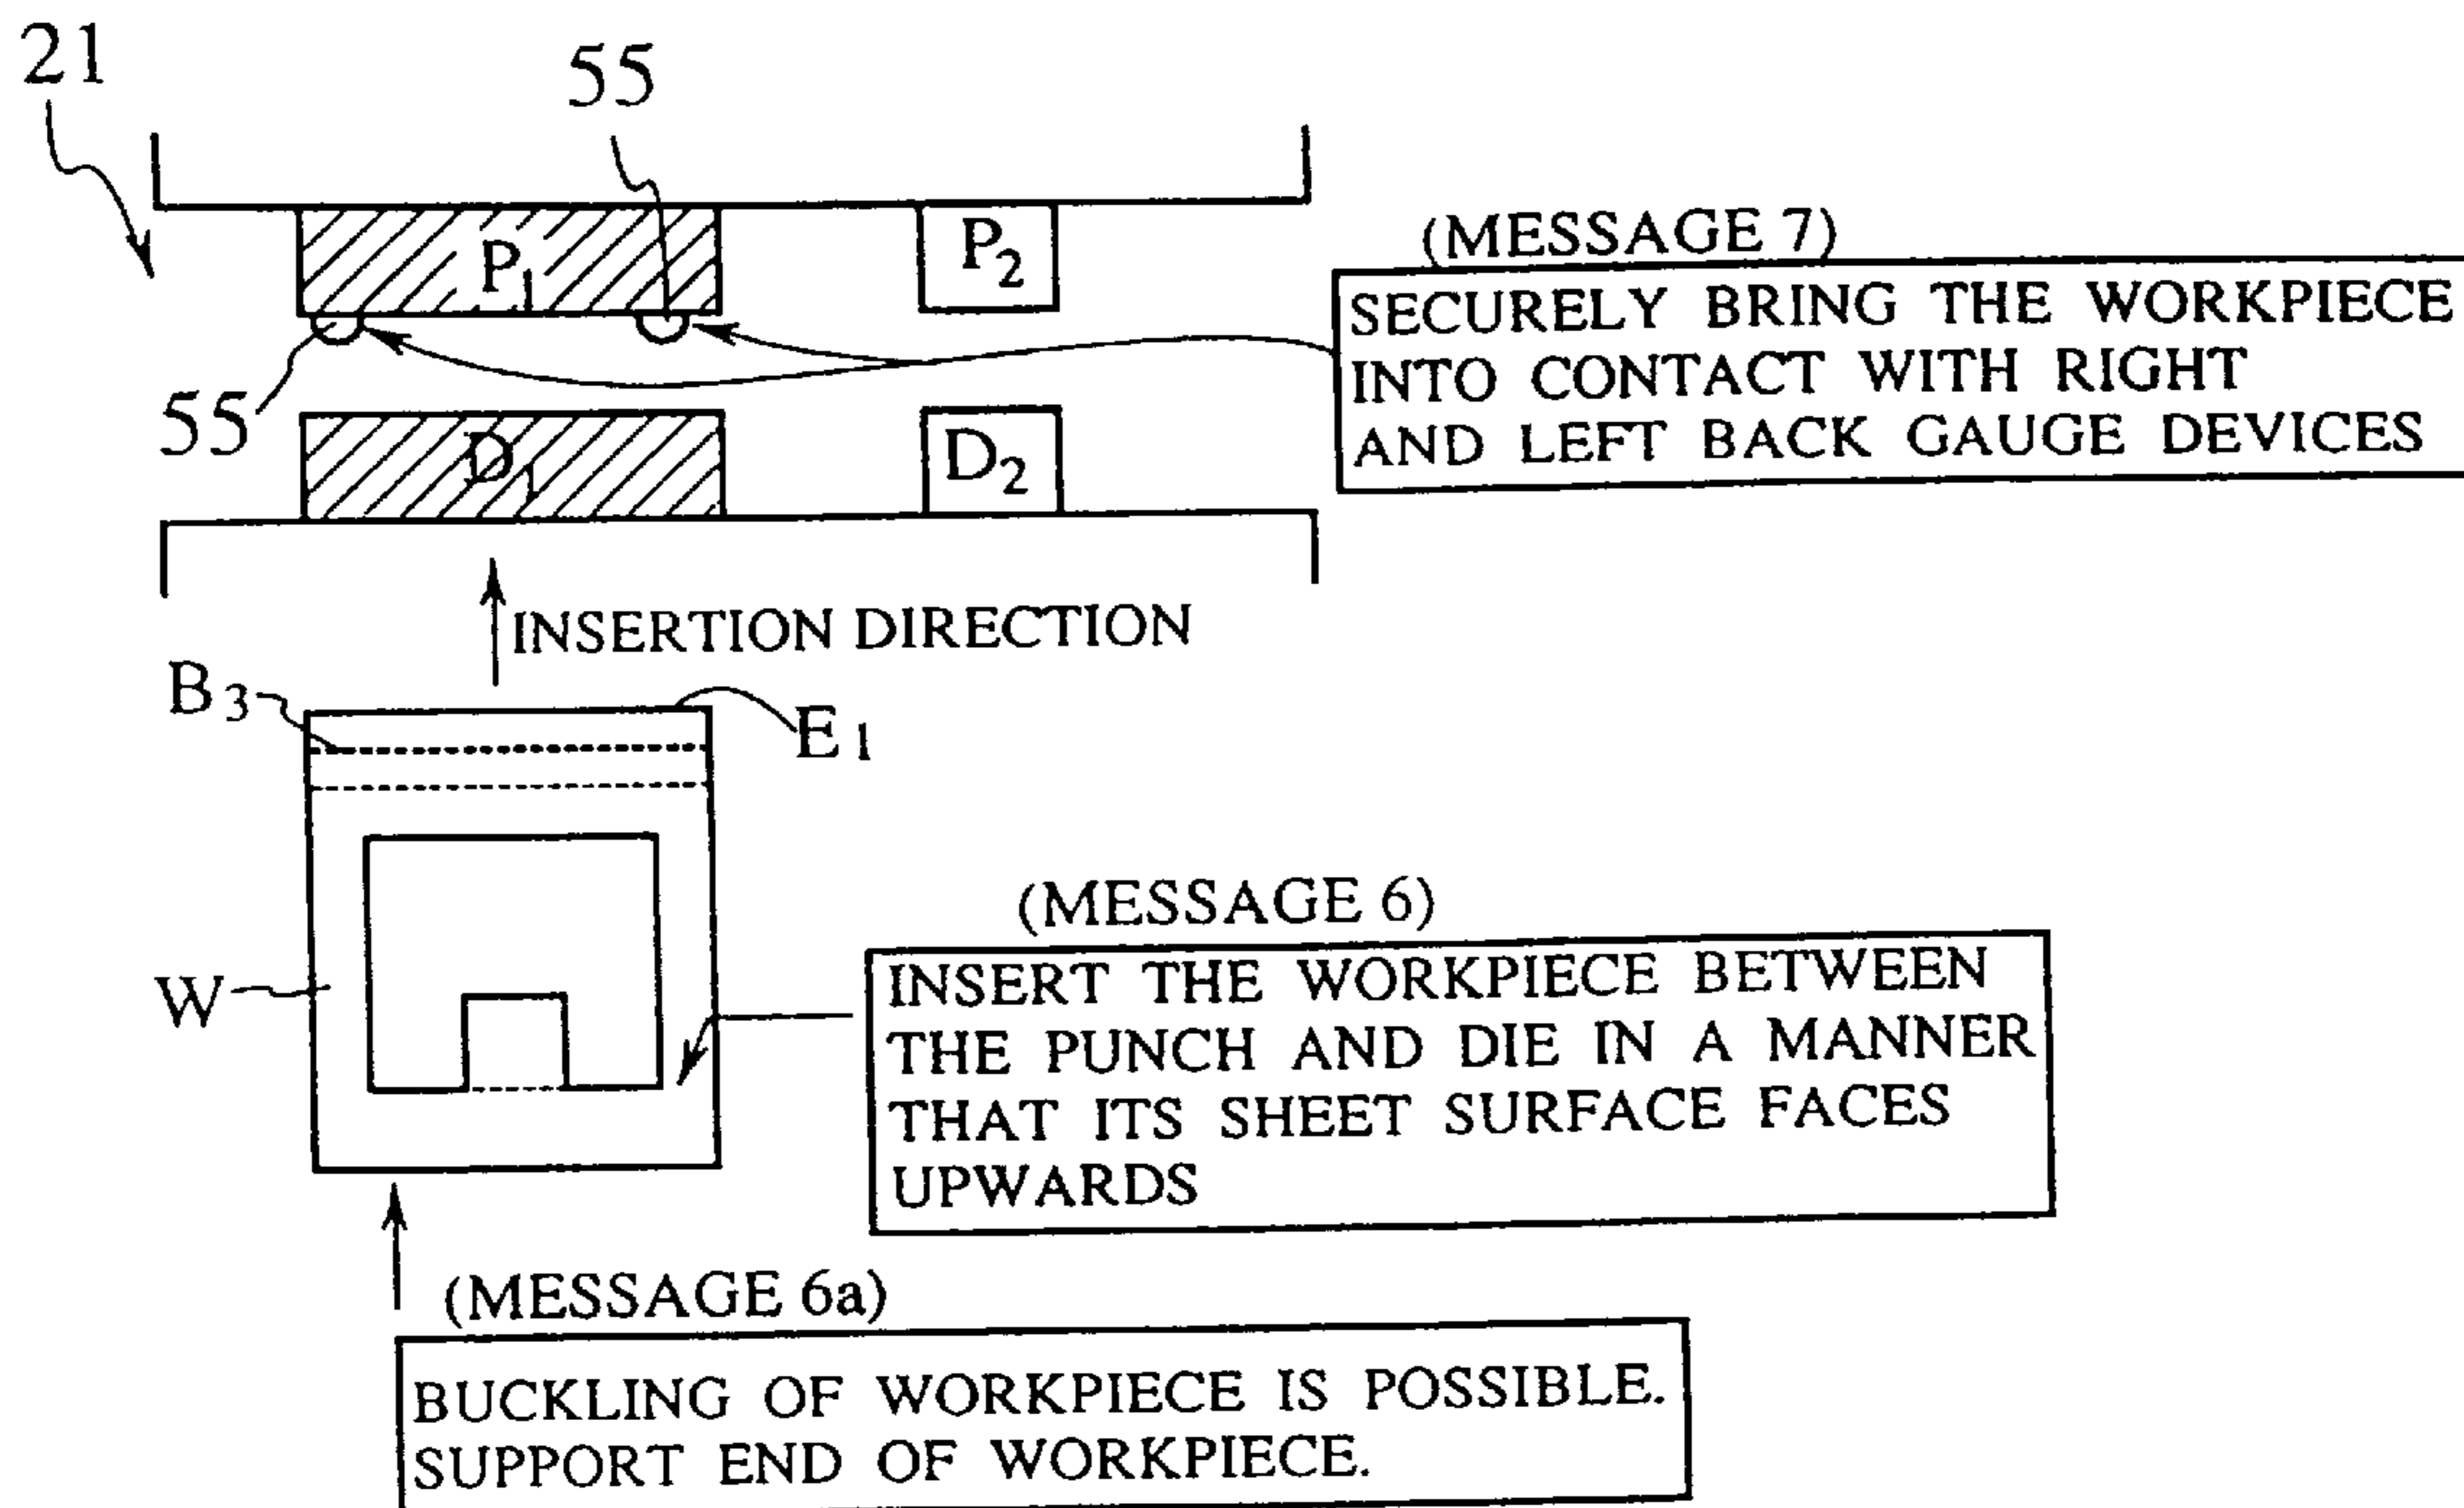 21
55
P1
P2
(MESSAGE 7)
SECURELY BRING THE WORKPIECE
INTO CONTACT WITH RIGHT
AND LEFT BACK GAUGE DEVICES
55
D1
D2
INSERTION DIRECTION
B3
E1
W
(MESSAGE 6)
INSERT THE WORKPIECE BETWEEN
THE PUNCH AND DIE IN A MANNER
THAT ITS SHEET SURFACE FACES
UPWARDS
(MESSAGE 6a)
BUCKLING OF WORKPIECE IS POSSIBLE.
SUPPORT END OF WORKPIECE.